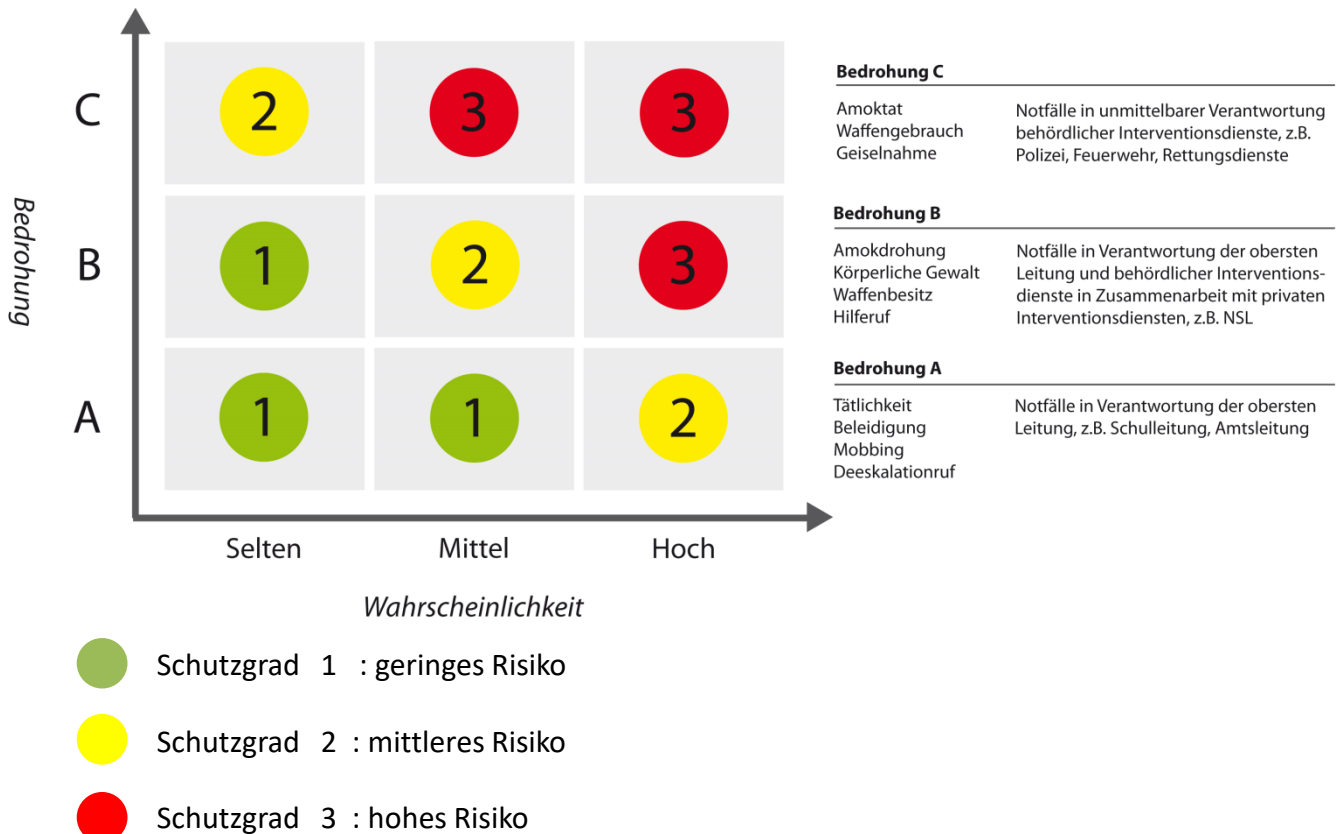 C
2
3
3
B
1
2
3
A
1
1
2
Bedrohung
Selten
Mittel
Hoch
Wahrscheinlichkeit
Bedrohung C
Amoktat
Waffengebrauch
Geiselnahme
Notfälle in unmittelbarer Verantwortung
behördlicher Interventionsdienste, z.B.
Polizei, Feuerwehr, Rettungsdienste
Bedrohung B
Amokdrohung
Körperliche Gewalt
Waffenbesitz
Hilferuf
Notfälle in Verantwortung der obersten
Leitung und behördlicher Interventions-
dienste in Zusammenarbeit mit privaten
Interventionsdiensten, z.B. NSL
Bedrohung A
Tätlichkeit
Beleidigung
Mobbing
Deeskalationruf
Notfälle in Verantwortung der obersten
Leitung, z.B. Schulleitung, Amtsleitung
Schutzgrad 1 : geringes Risiko
Schutzgrad 2 : mittleres Risiko
Schutzgrad 3 : hohes Risiko